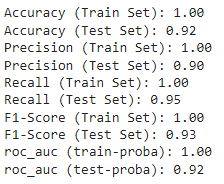 Accuracy (Train Set): 1.00
Accuracy (Test Set): 0.92
Precision (Train Set): 1.00
Precision (Test Set): 0.90
Recall (Train Set): 1.00
Recall (Test Set): 0.95
F1-Score (Train Set): 1.00
F1-Score (Test Set): 0.93
roc_auc (train-proba): 1.00
roc_auc (test-proba): 0.92